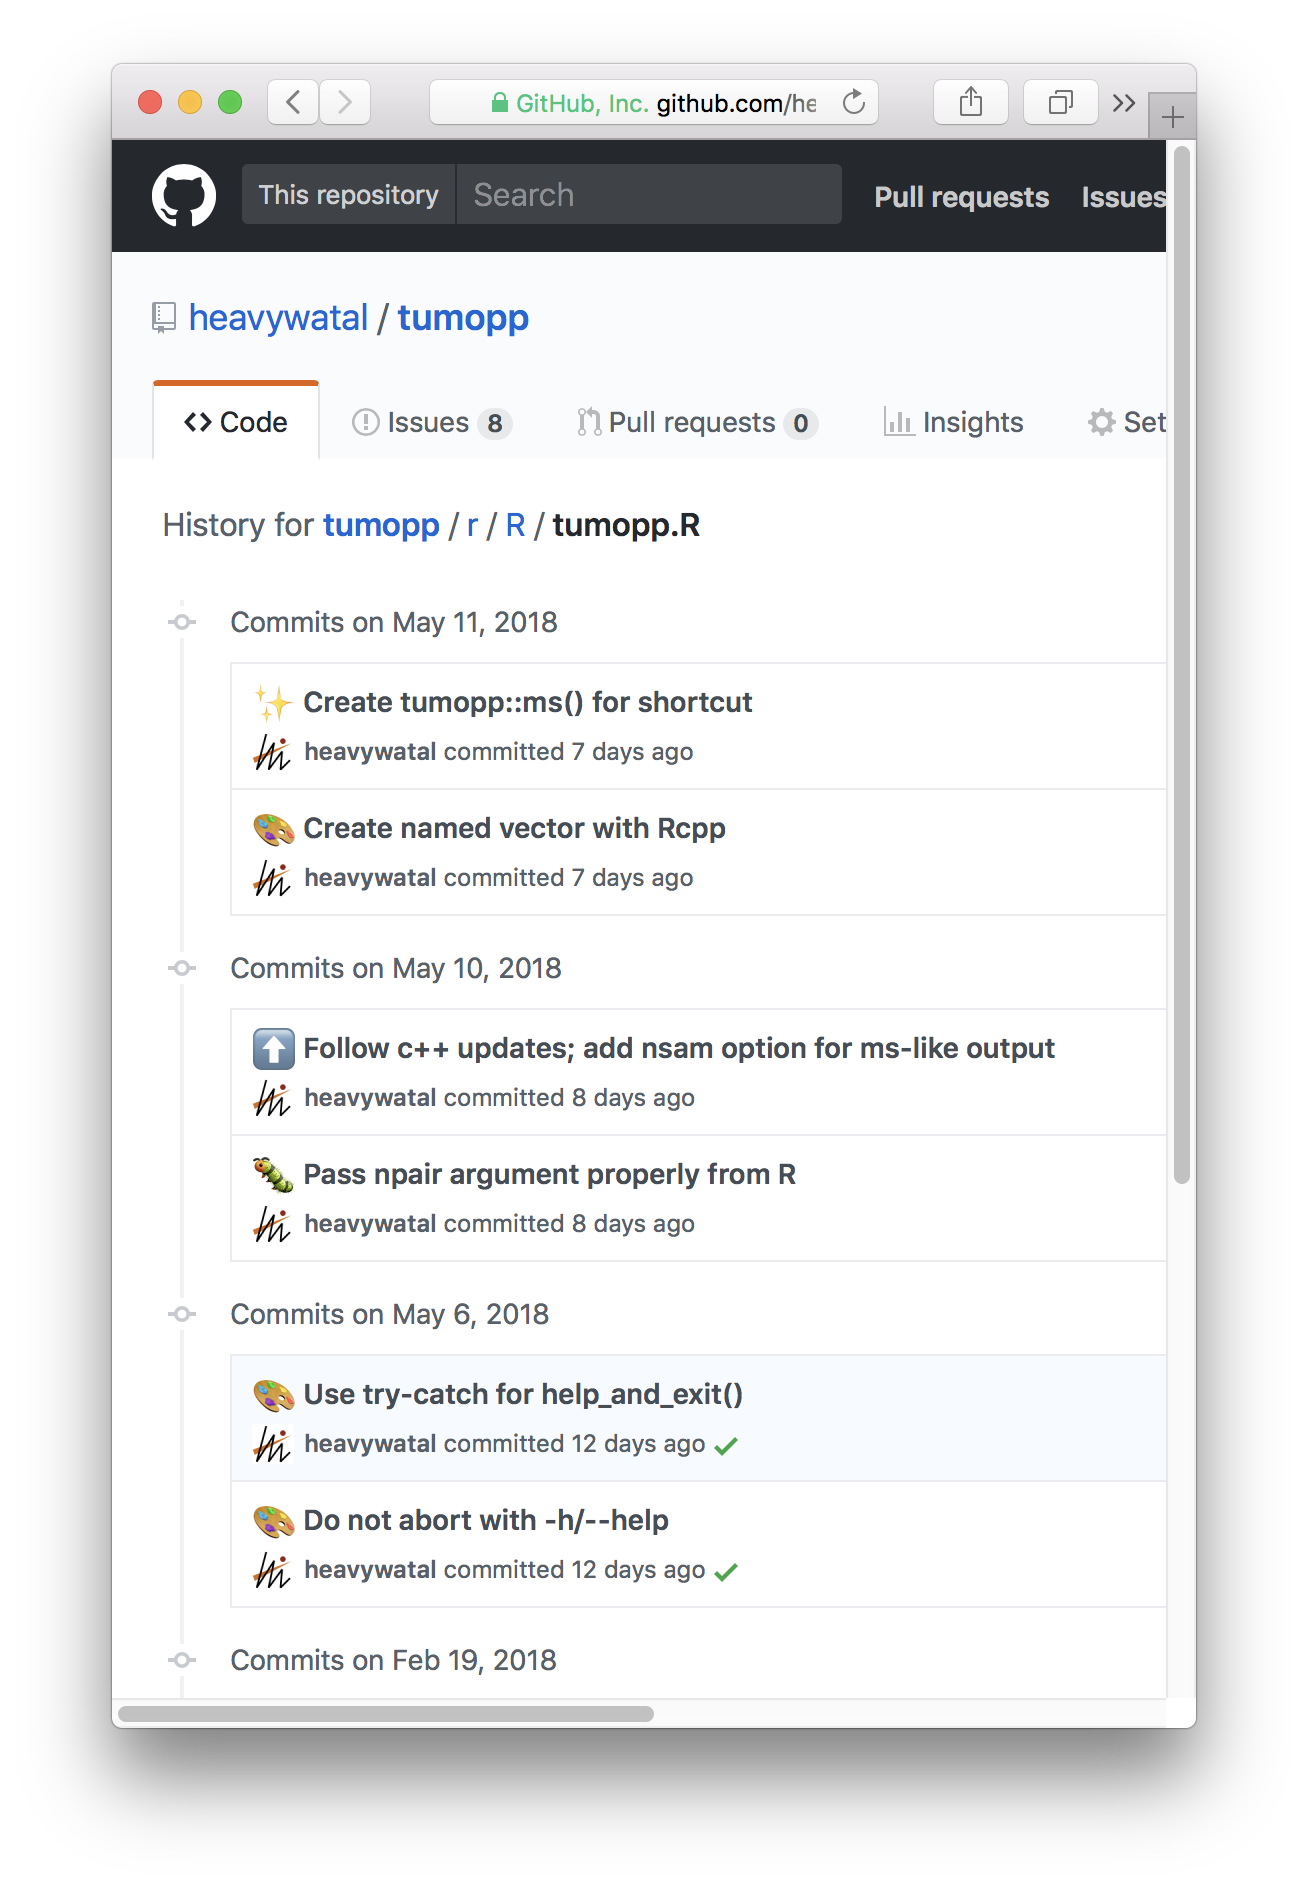 GitHub, Inc. github.com/he
This repository Search Pull requests Issues
heavywatal / tumopp
<> Code Issues 8 Pull requests 0 Insights Set
History for tumopp / r / R / tumopp.R
Commits on May 11, 2018
✨ Create tumopp::ms() for shortcut
heavywatal committed 7 days ago
🎨 Create named vector with Rcpp
heavywatal committed 7 days ago
Commits on May 10, 2018
⬆️ Follow c++ updates; add nsam option for ms-like output
heavywatal committed 8 days ago
🐛 Pass npair argument properly from R
heavywatal committed 8 days ago
Commits on May 6, 2018
🎨 Use try-catch for help_and_exit()
heavywatal committed 12 days ago ✓
🎨 Do not abort with -h/--help
heavywatal committed 12 days ago ✓
Commits on Feb 19, 2018